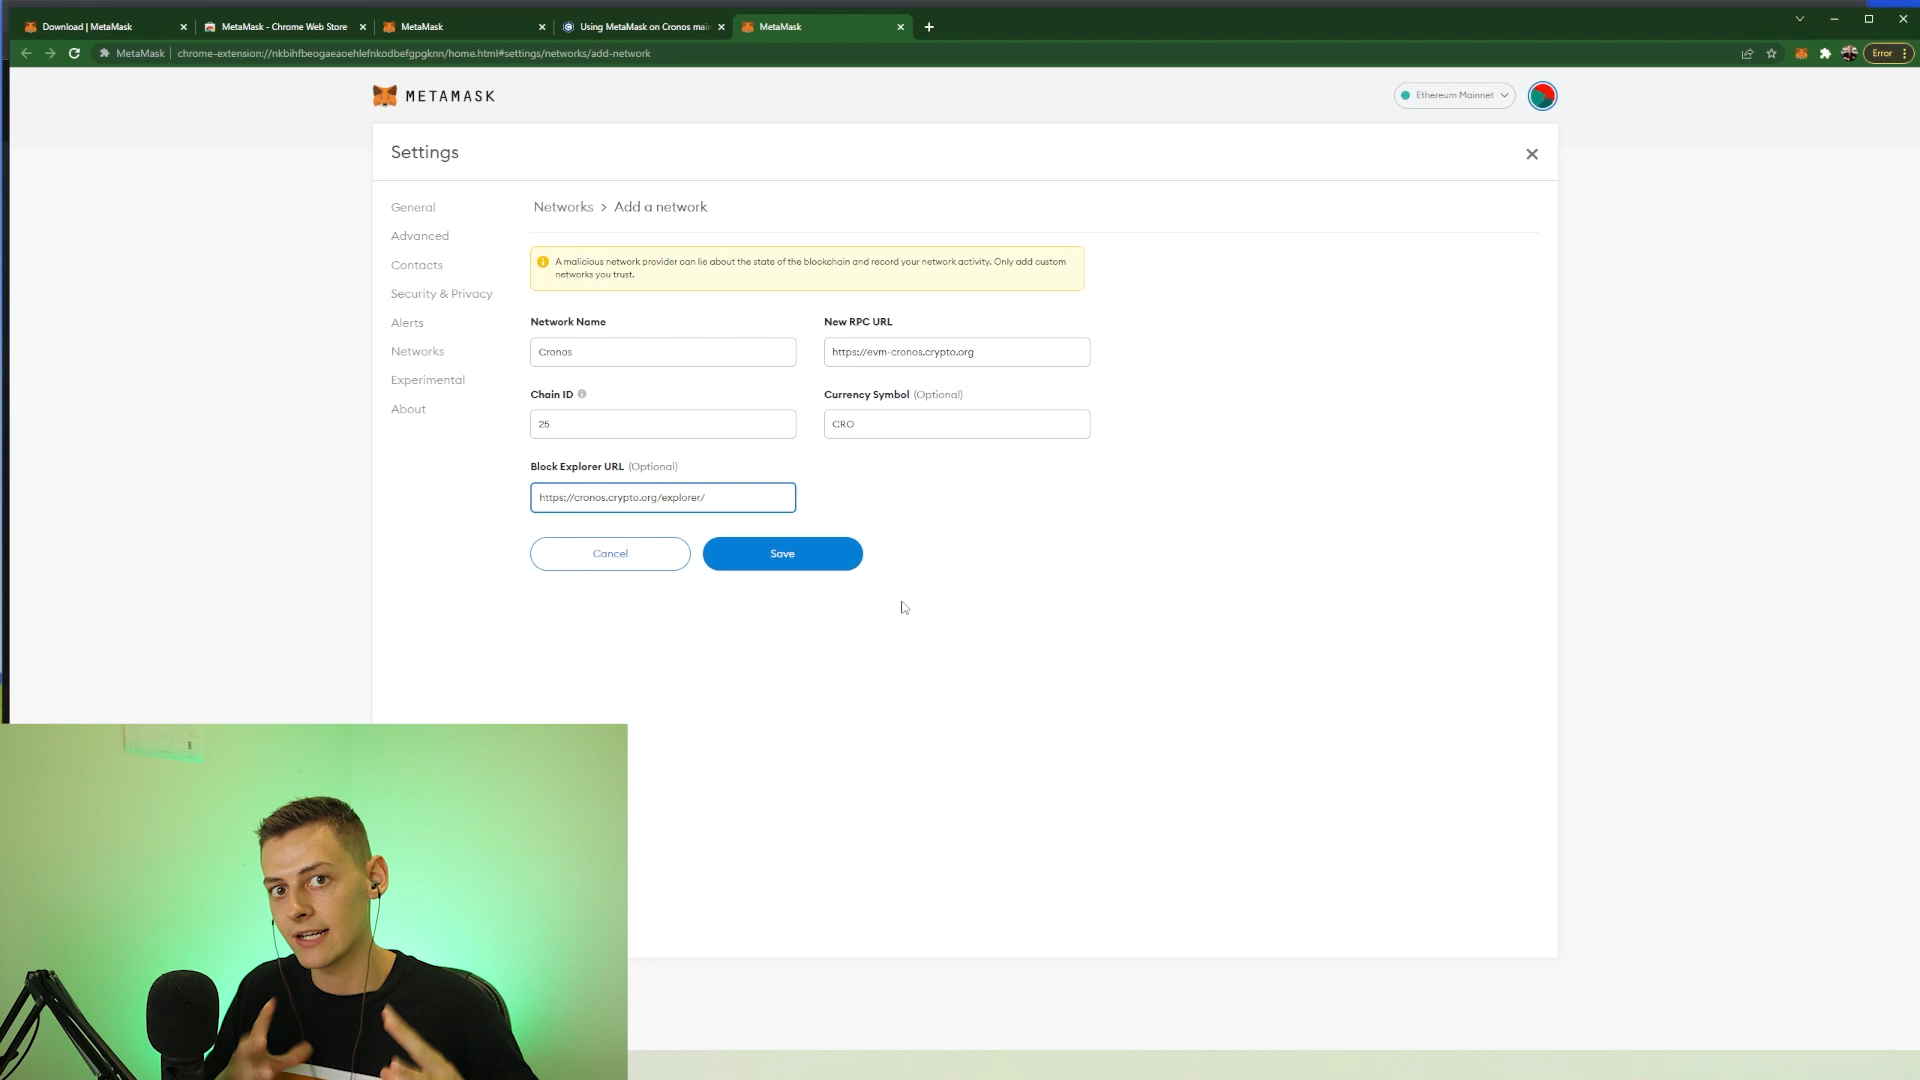 Download | MetaMask
MetaMask - Chrome Web Store
MetaMask
Using MetaMask on Cronos mai
MetaMask
MetaMask
chrome-extension://nkbihfbeogaeaoehlefnkodbefgpgknn/home.html#settings/networks/add-network
Error
METAMASK
Ethereum Mainnet
Settings
General
Advanced
Contacts
Security & Privacy
Alerts
Networks
Experimental
About
Networks > Add a network
A malicious network provider can lie about the state of the blockchain and record your network activity. Only add custom
networks you trust.
Network Name
Cronos
New RPC URL
https://evm-cronos.crypto.org
Chain ID
25
Currency Symbol (Optional)
CRO
Block Explorer URL (Optional)
https://cronos.crypto.org/explorer/
Cancel
Save